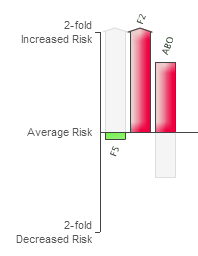 2-fold
Increased Risk
F2
ABO
Average Risk
F5
2-fold
Decreased Risk